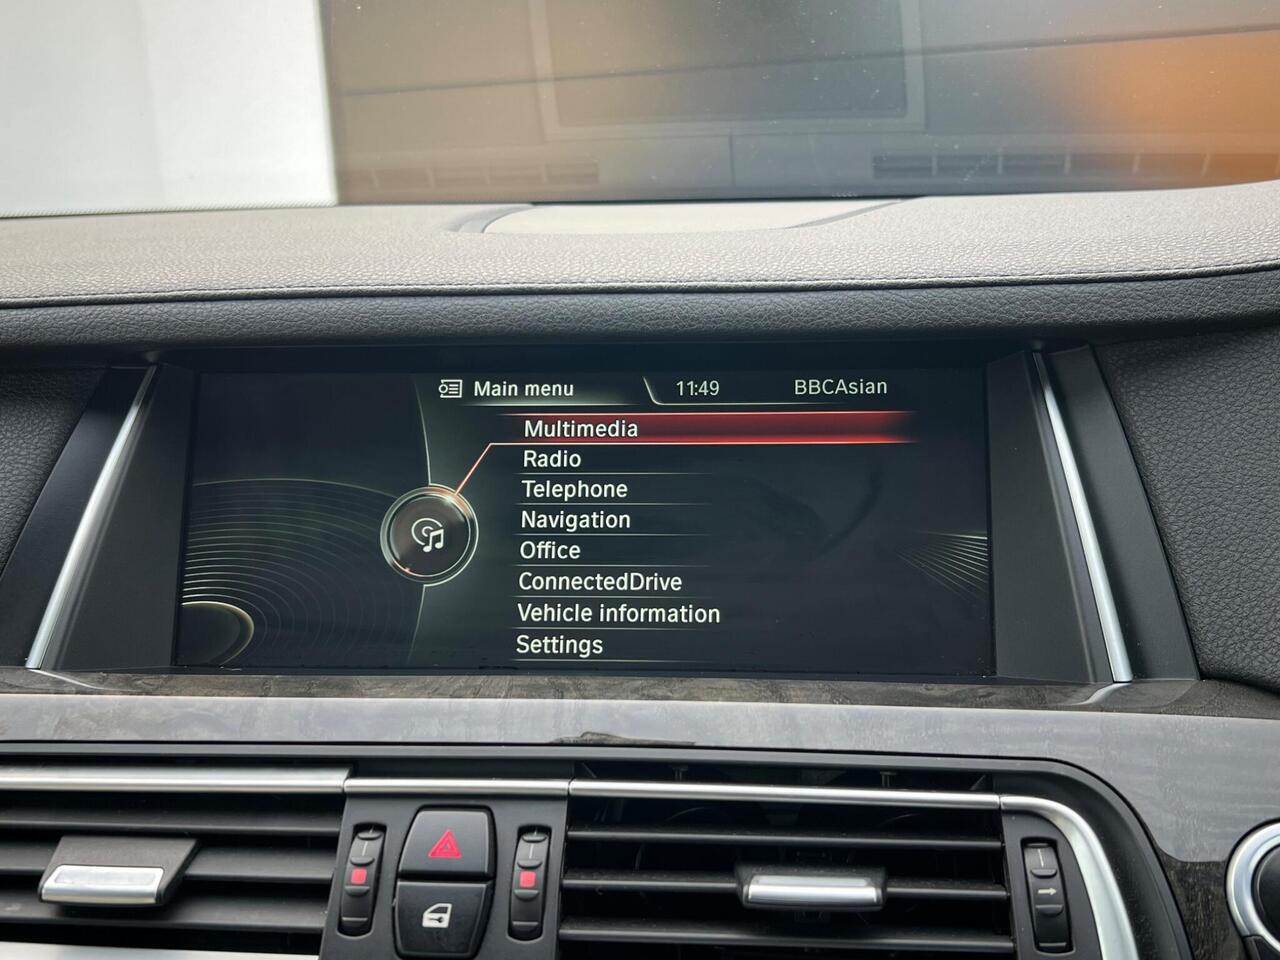 Main menu 11:49 BBCAsian
Multimedia
Radio
Telephone
Navigation
Office
ConnectedDrive
Vehicle information
Settings